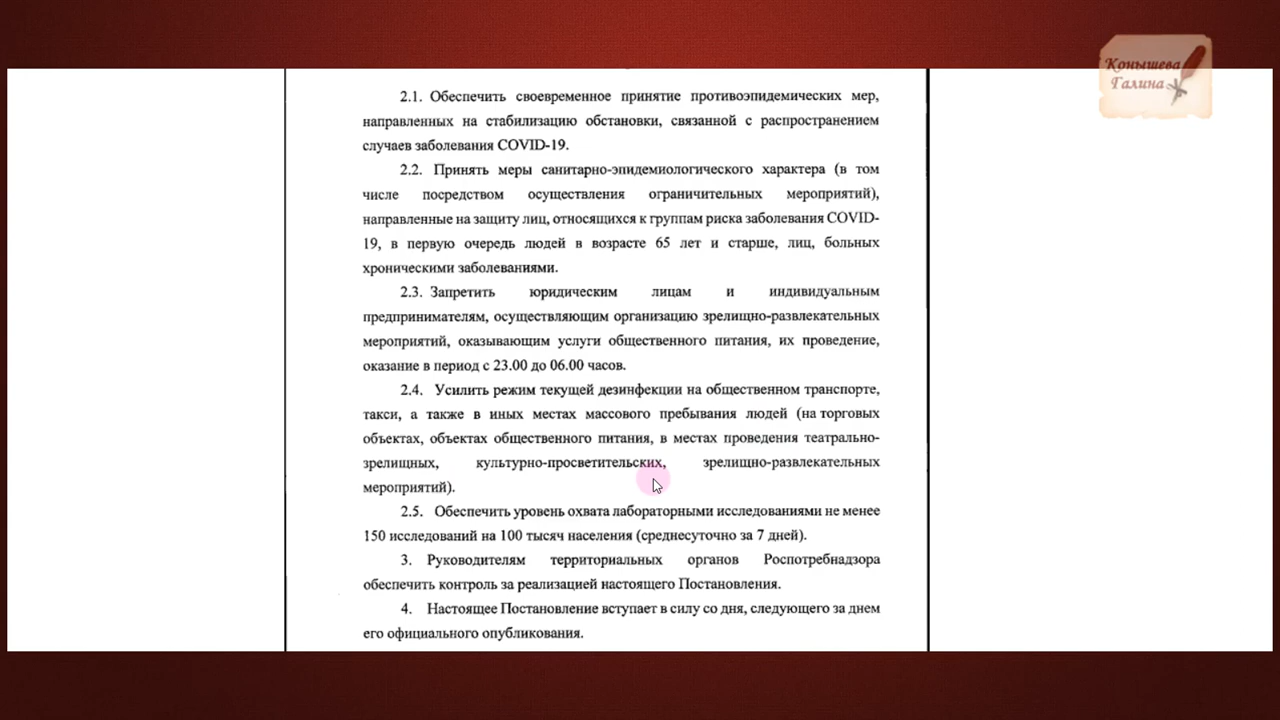 Конышева
Галина
2.1. Обеспечить своевременное принятие противоэпидемических мер,
направленных на стабилизацию обстановки, связанной с распространением
случаев заболевания COVID-19.
2.2. Принять меры санитарно-эпидемиологического характера (в том
числе посредством осуществления ограничительных мероприятий),
направленные на защиту лиц, относящихся к группам риска заболевания COVID-
19, в первую очередь людей в возрасте 65 лет и старше, лиц, больных
хроническими заболеваниями.
2.3. Запретить юридическим лицам и индивидуальным
предпринимателям, осуществляющим организацию зрелищно-развлекательных
мероприятий, оказывающим услуги общественного питания, их проведение,
оказание в период с 23.00 до 06.00 часов.
2.4. Усилить режим текущей дезинфекции на общественном транспорте,
такси, а также в иных местах массового пребывания людей (на торговых
объектах, объектах общественного питания, в местах проведения театрально-
зрелищных, культурно-просветительских, зрелищно-развлекательных
мероприятий).
2.5. Обеспечить уровень охвата лабораторными исследованиями не менее
150 исследований на 100 тысяч населения (среднесуточно за 7 дней).
3. Руководителям территориальных органов Роспотребнадзора
обеспечить контроль за реализацией настоящего Постановления.
4. Настоящее Постановление вступает в силу со дня, следующего за днем
его официального опубликования.